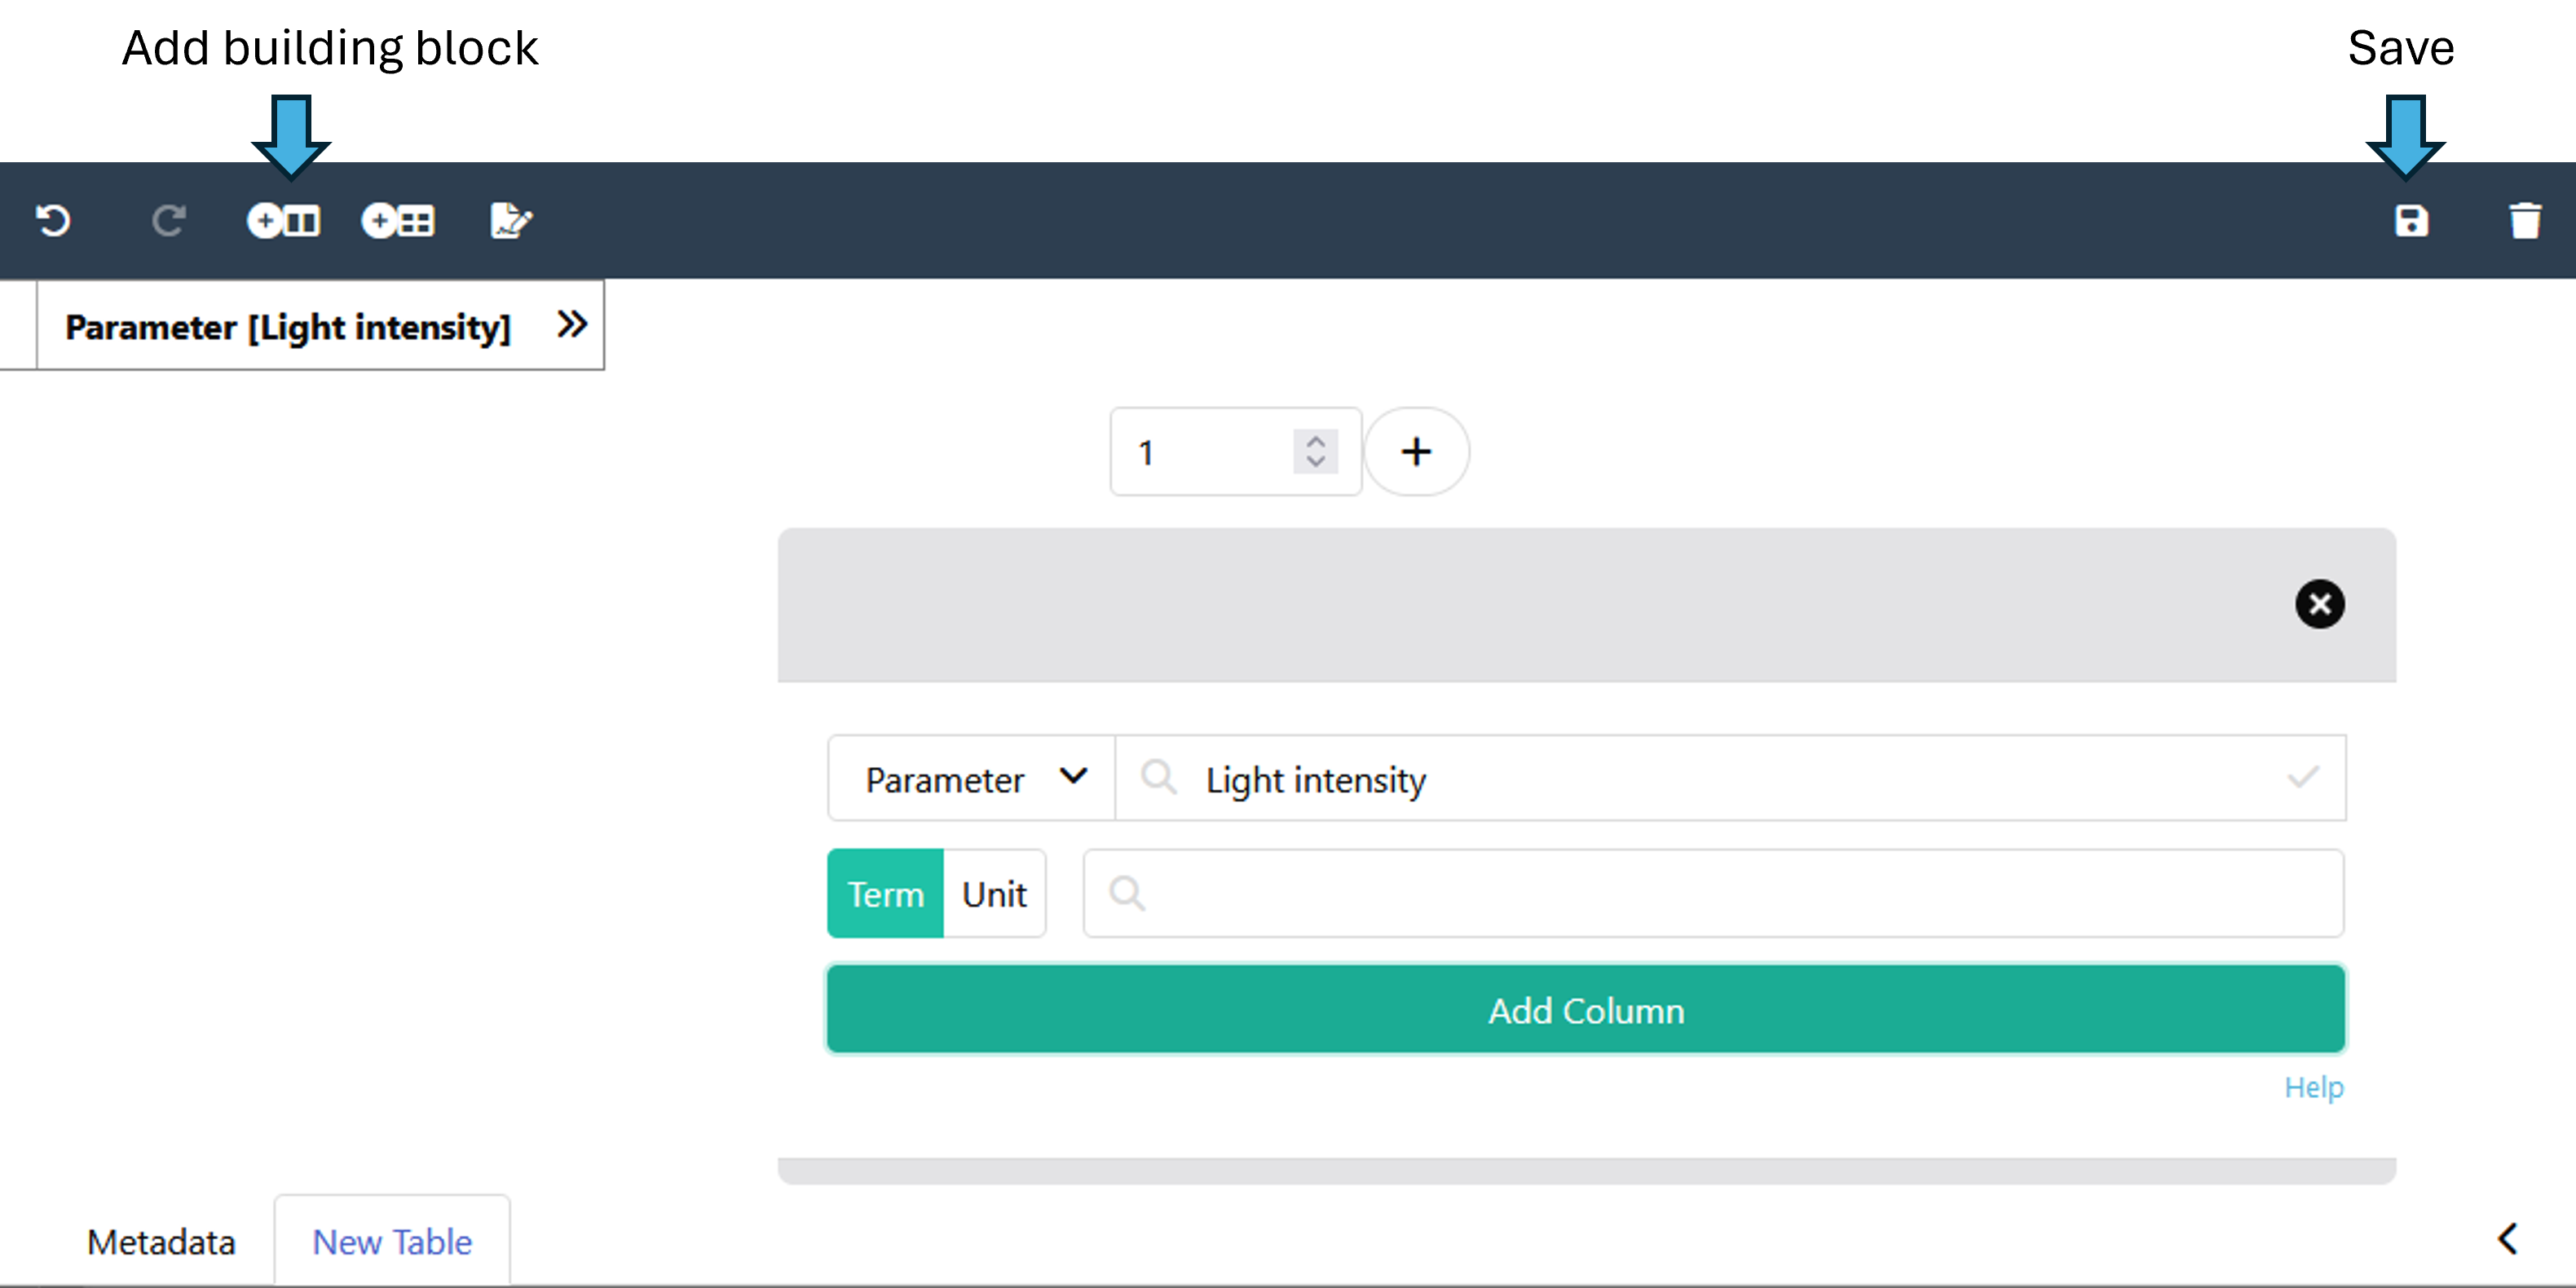 Add building block
Save
Parameter [Light intensity]
1
Parameter
Light intensity
Term
Unit
Add Column
Help
Metadata
New Table